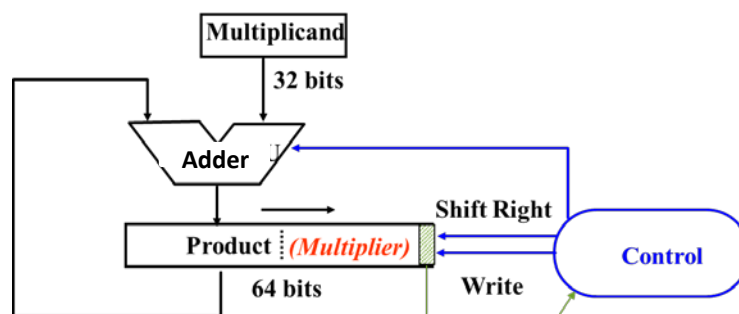 Multiplicand
32 bits
Adder
Shift Right
Product (Multiplier)
Control
64 bits Write